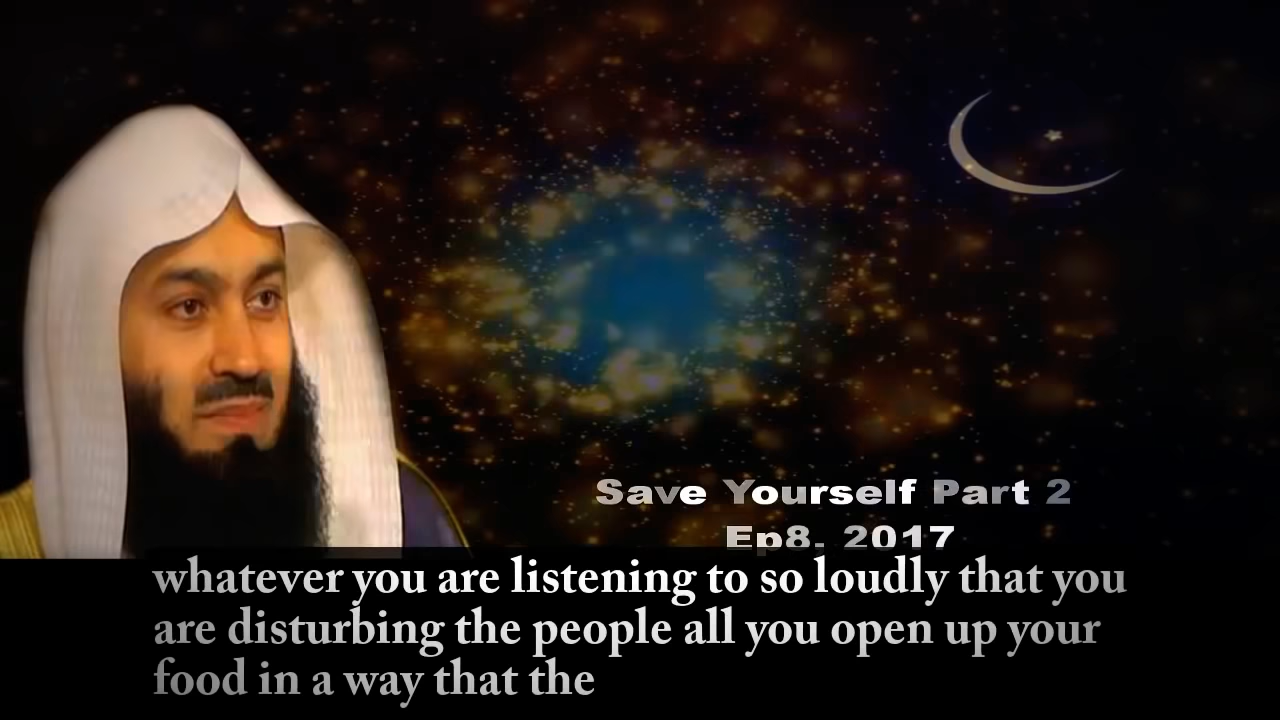 Save Yourself Part 2
Ep8, 2017
whatever you are listening to so loudly that you
are disturbing the people all you open up your
food in a way that the